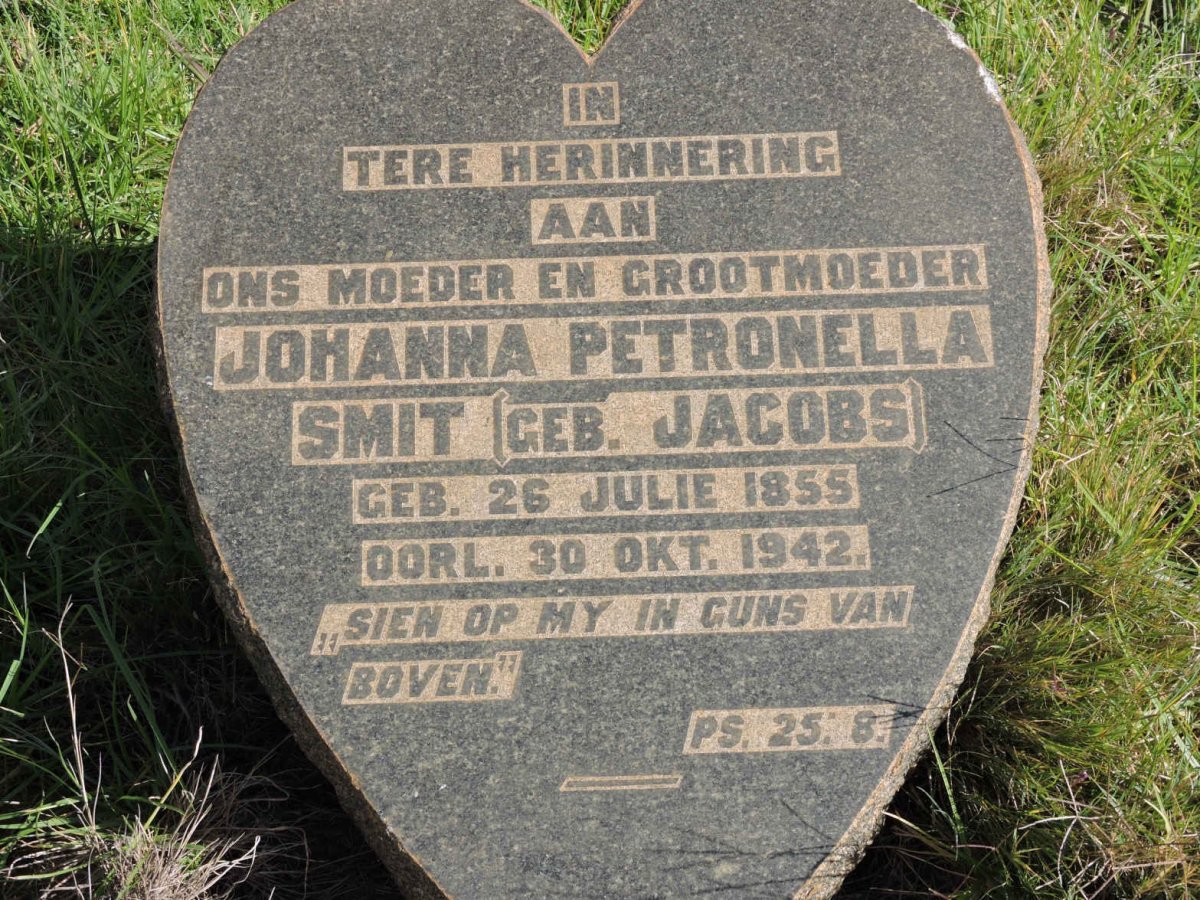 IN
TERE HERINNERING
AAN
ONS MOEDER EN GROOTMOEDER
JOHANNA PETRONELLA
SMIT (GEB. JACOBS)
GEB. 26 JULIE 1855
OORL. 30 OKT. 1942.
„SIEN OP MY IN GUNS VAN
BOVEN."
PS. 25: 8.